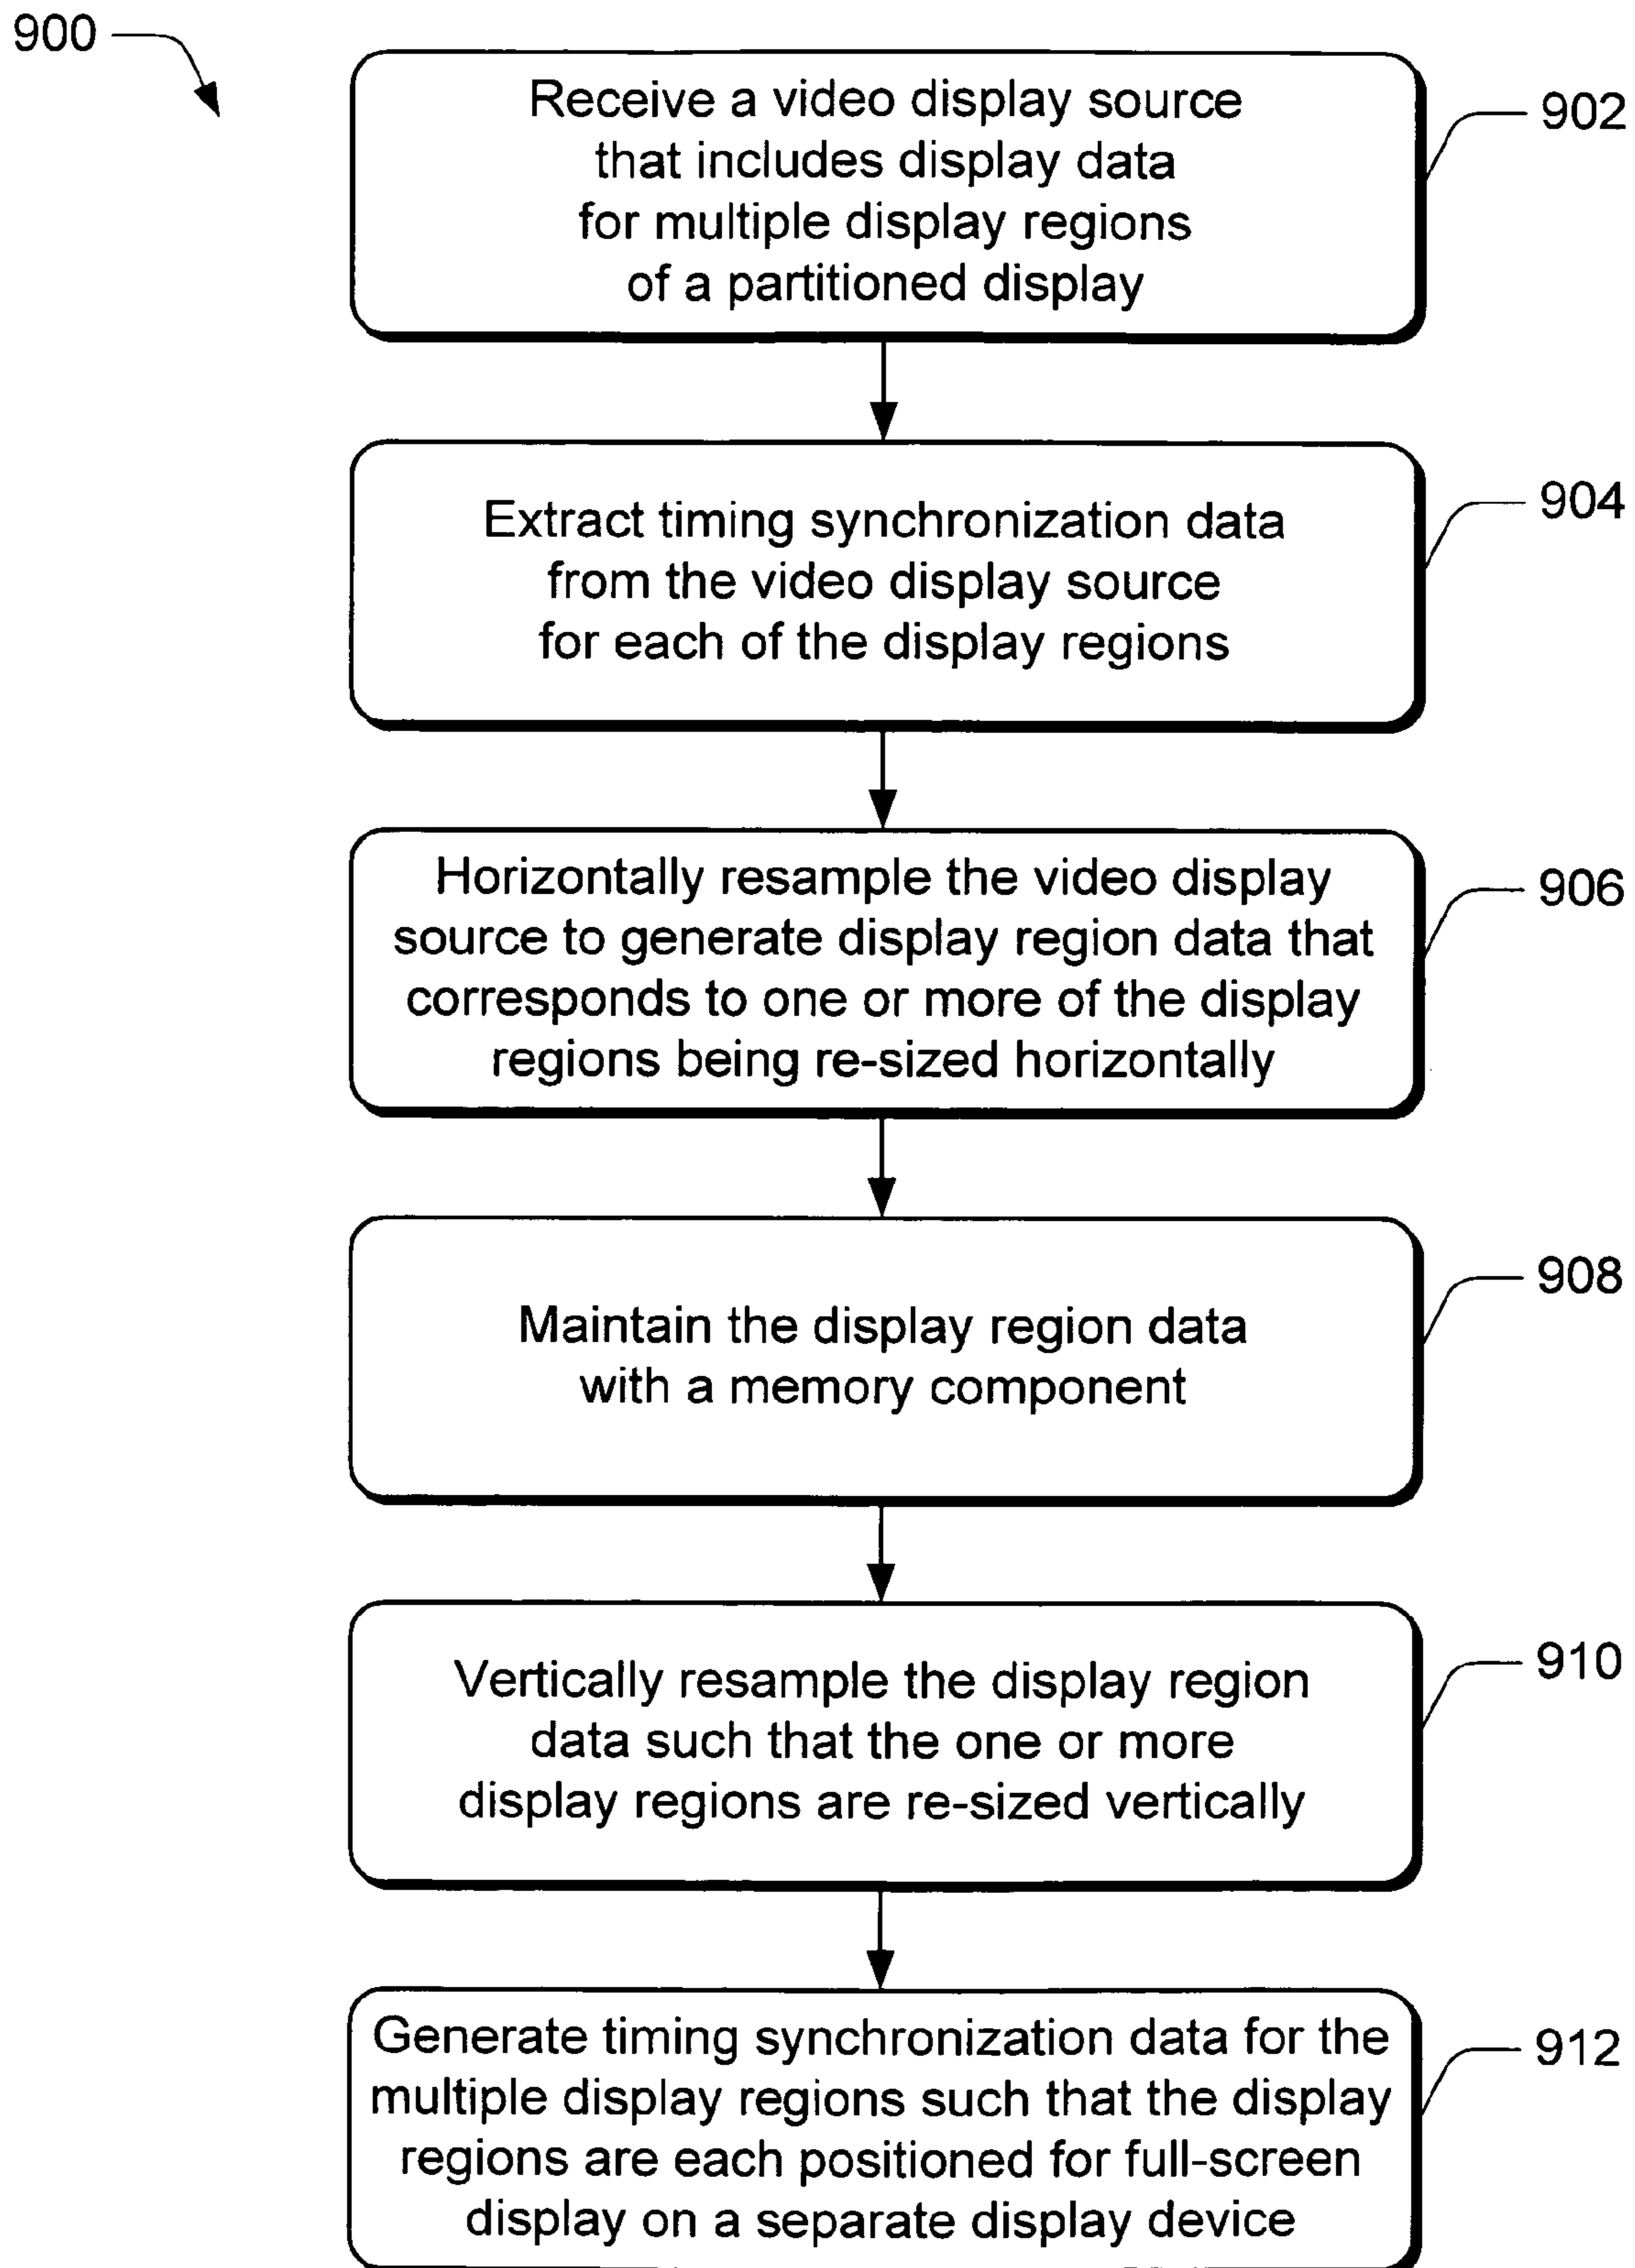 900
Receive a video display source
that includes display data
for multiple display regions
of a partitioned display
902
Extract timing synchronization data
from the video display source
for each of the display regions
904
Horizontally resample the video display
source to generate display region data that
corresponds to one or more of the display
regions being re-sized horizontally
906
Maintain the display region data
with a memory component
908
Vertically resample the display region
data such that the one or more
display regions are re-sized vertically
910
Generate timing synchronization data for the
multiple display regions such that the display
regions are each positioned for full-screen
display on a separate display device
912